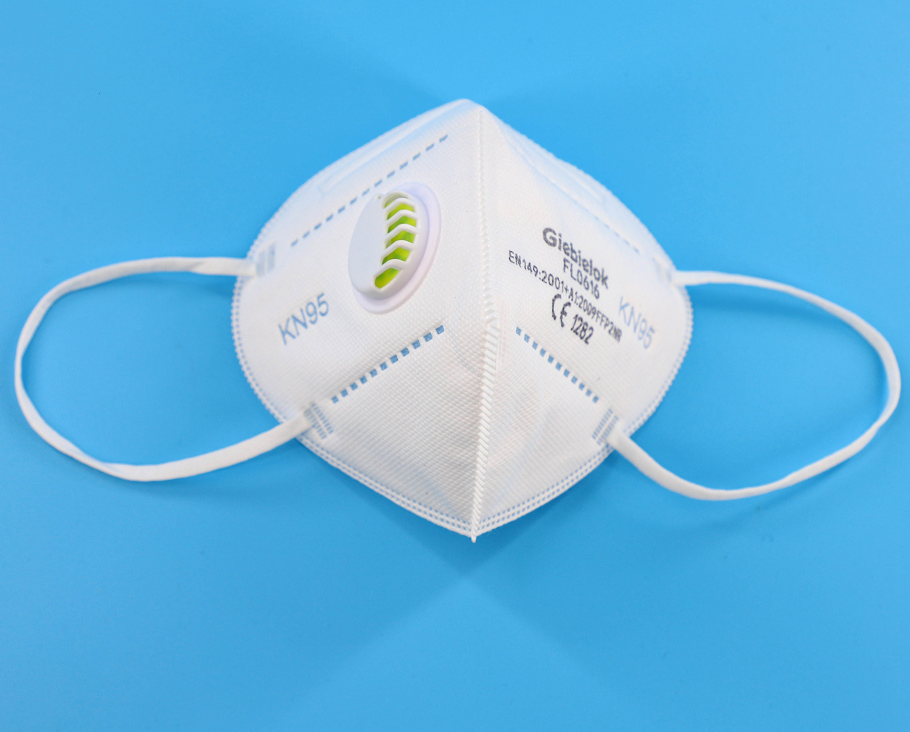 KN95
Giebielok
FL0616
EN149:2001+A1:2009FFP2NR
CE 1282
KN95